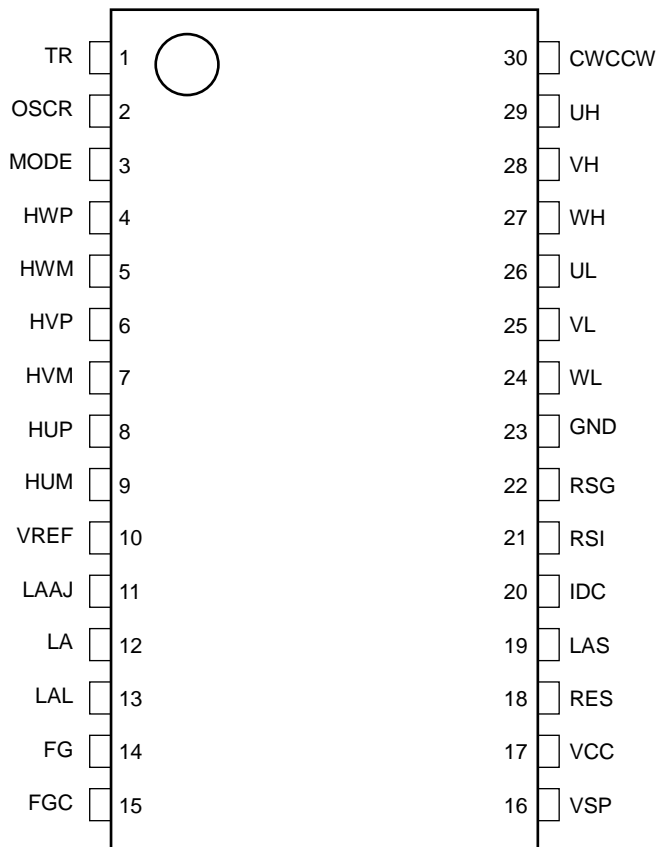 TR 1 30 CWCCW
OSCR 2 29 UH
MODE 3 28 VH
HWP 4 27 WH
HWM 5 26 UL
HVP 6 25 VL
HVM 7 24 WL
HUP 8 23 GND
HUM 9 22 RSG
VREF 10 21 RSI
LAAJ 11 20 IDC
LA 12 19 LAS
LAL 13 18 RES
FG 14 17 VCC
FGC 15 16 VSP